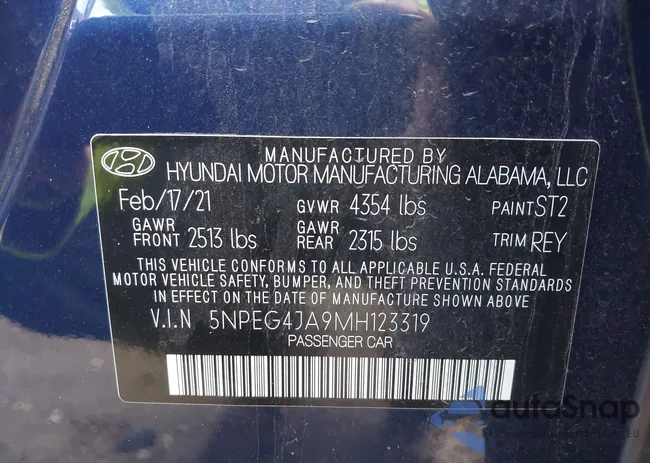 MANUFACTURED BY
HYUNDAI MOTOR MANUFACTURING ALABAMA, LLC
Feb/17/21 GVWR 4354 lbs PAINT ST2
GAWR FRONT 2513 lbs GAWR REAR 2315 lbs TRIM REY
THIS VEHICLE CONFORMS TO ALL APPLICABLE U.S.A. FEDERAL
MOTOR VEHICLE SAFETY, BUMPER, AND THEFT PREVENTION STANDARDS
IN EFFECT ON THE DATE OF MANUFACTURE SHOWN ABOVE
V.I.N 5NPEG4JA9MH123319
PASSENGER CAR
autoSnap